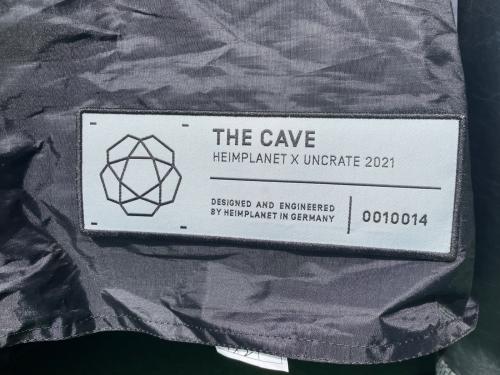 THE CAVE
HEIMPLANET X UNCRATE 2021
DESIGNED AND ENGINEERED
BY HEIMPLANET IN GERMANY
0010014